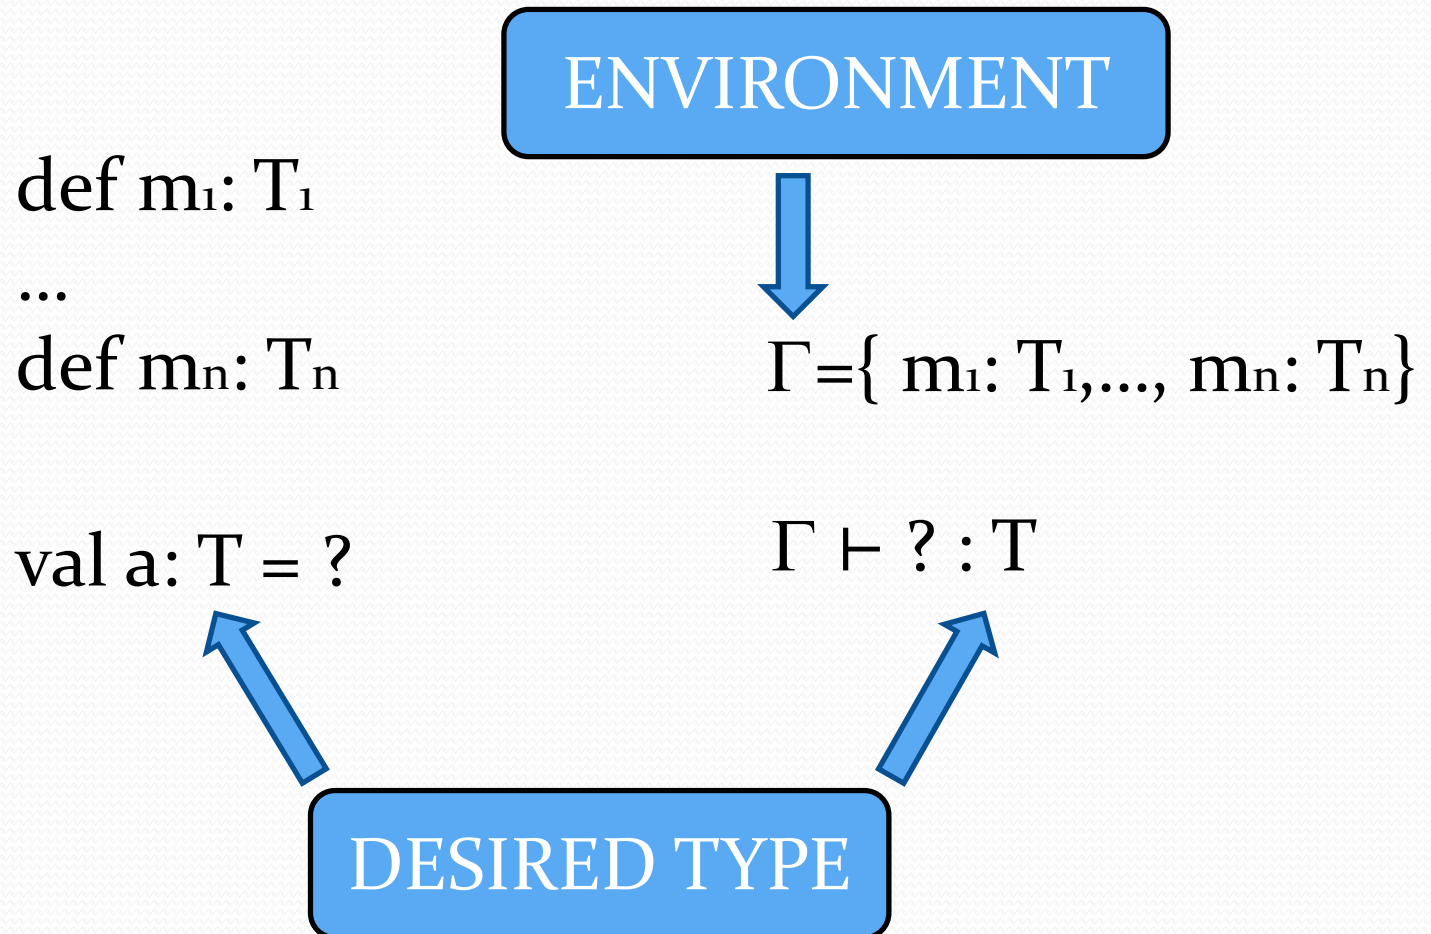 ENVIRONMENT
def m₁: T₁
...
def mn: Tn
Γ={ m₁: T₁,..., mn: Tn}
val a: T = ?
Γ ⊢ ? : T
DESIRED TYPE